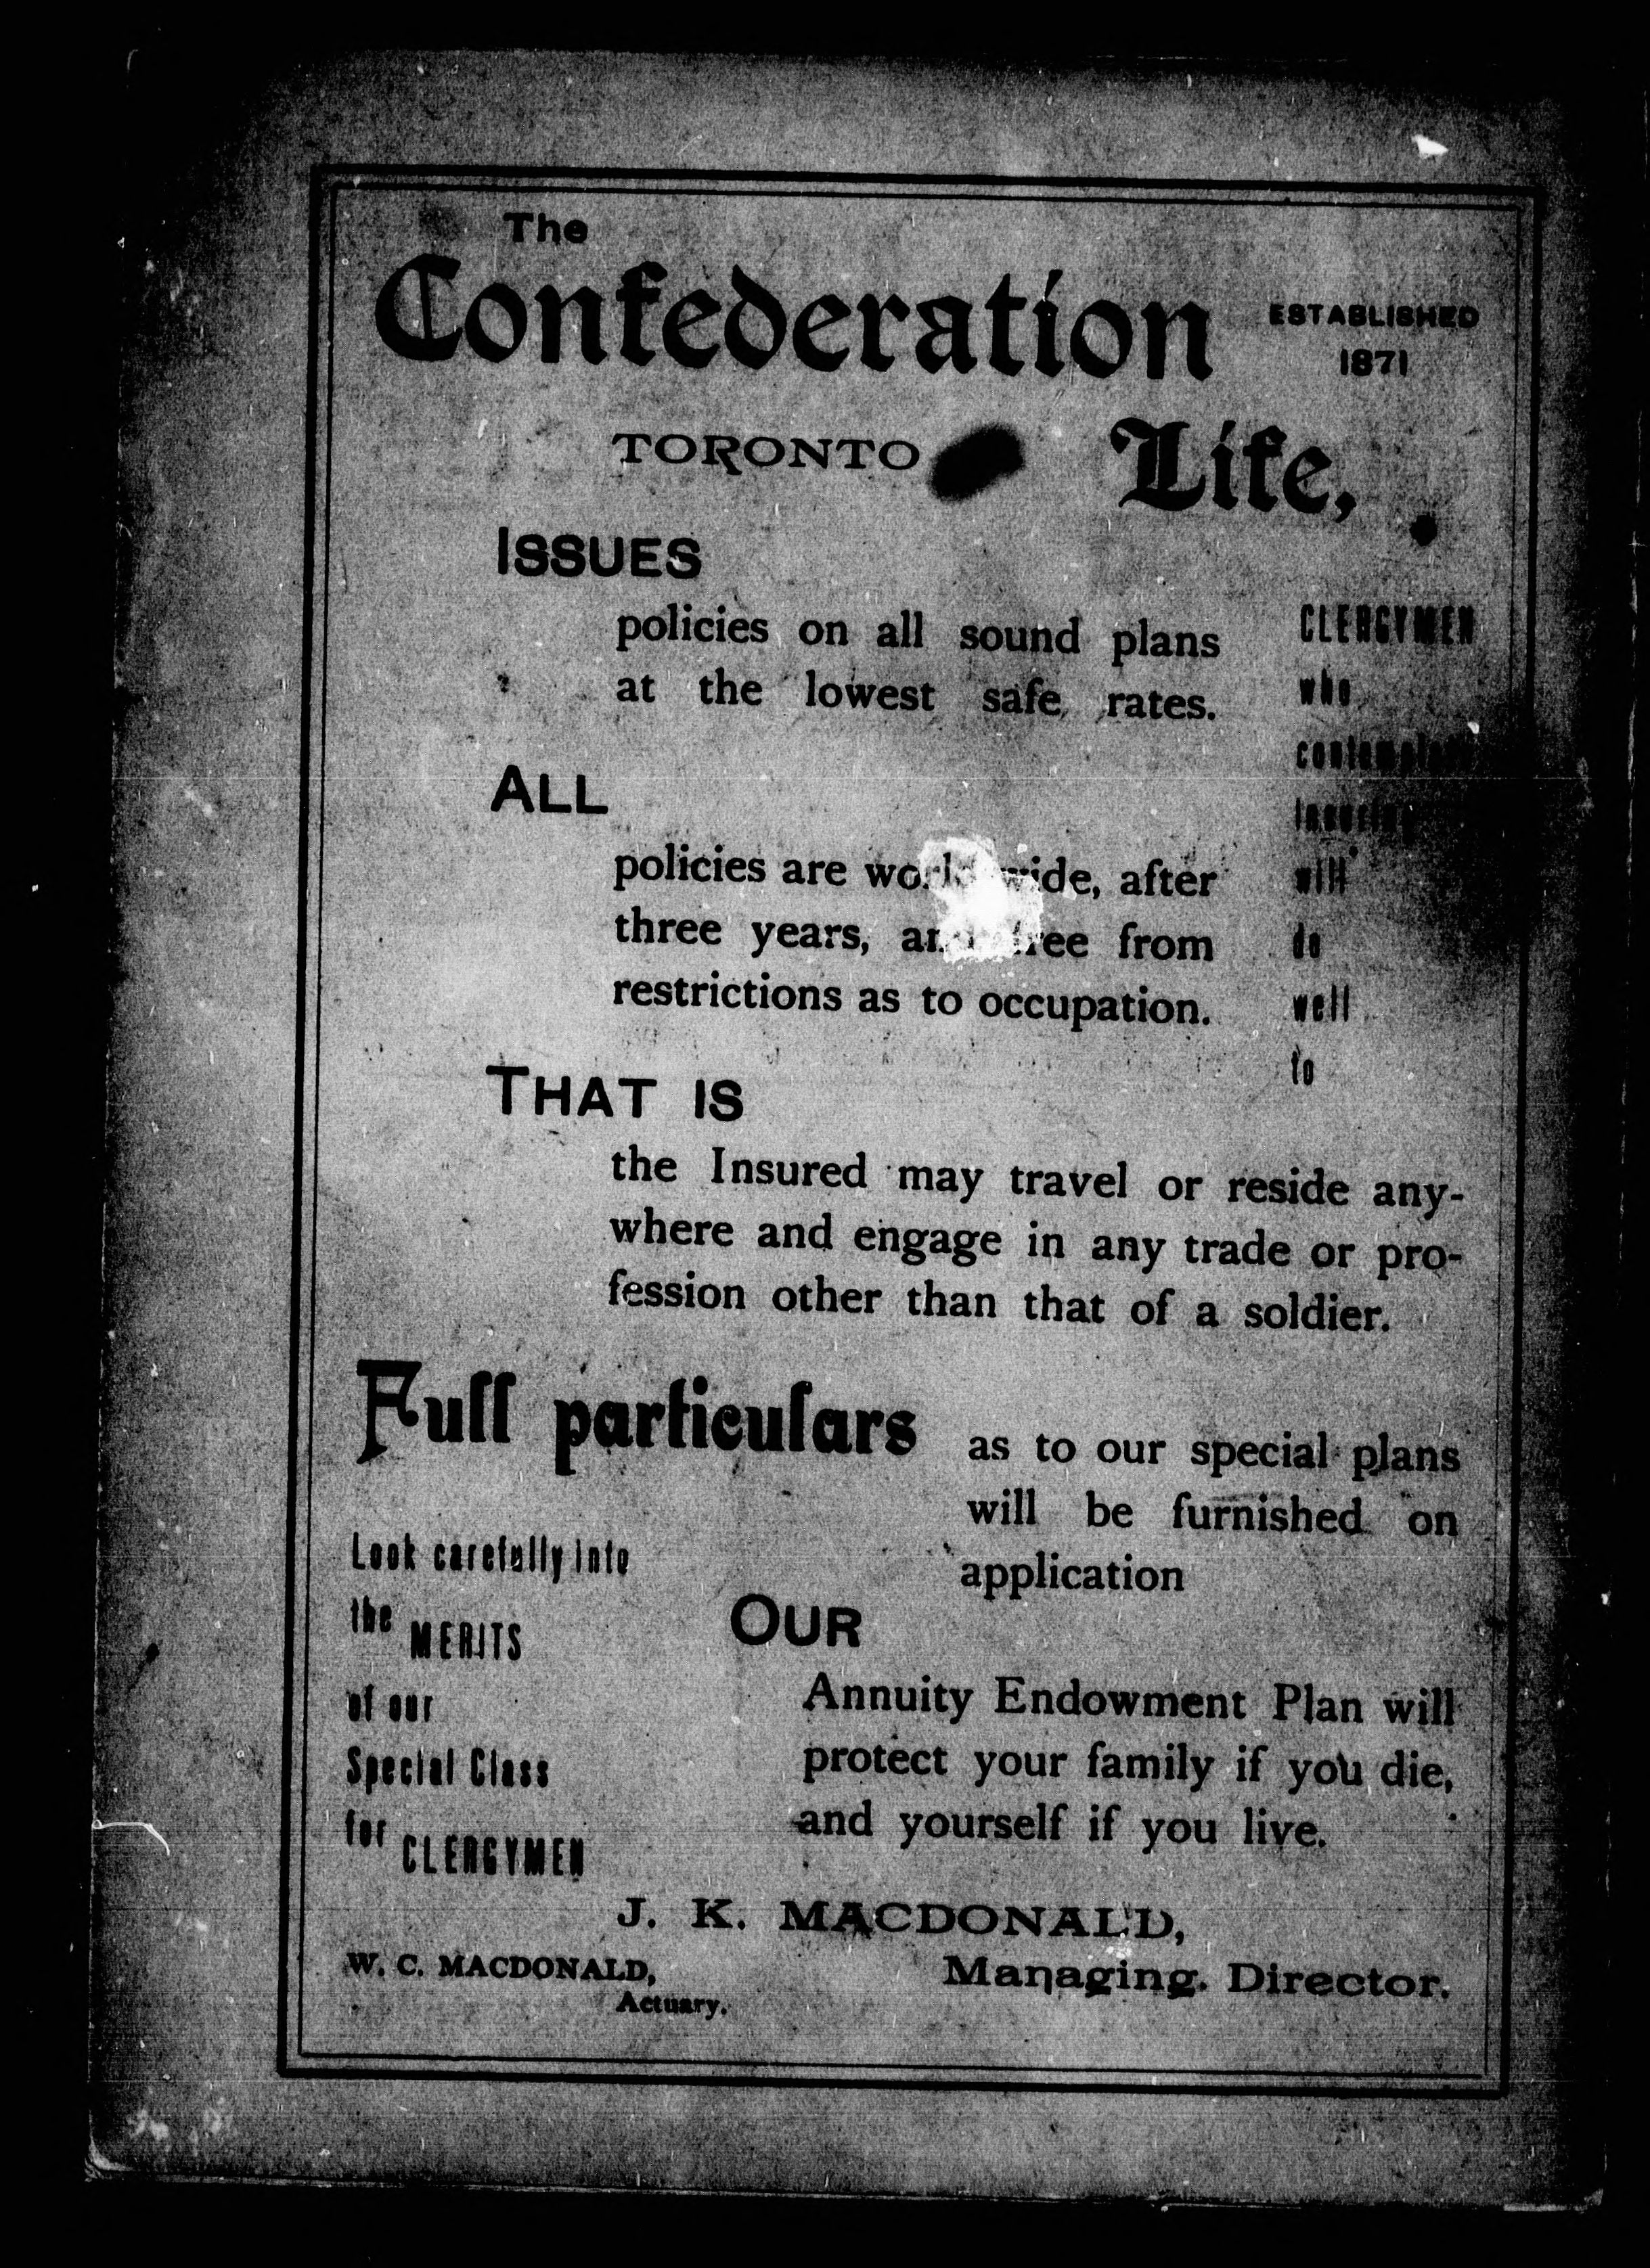 The
Confederation
ESTABLISHED
1871
TORONTO
Life,
ISSUES
policies on all sound plans
at the lowest safe rates.
ALL
policies are world wide, after
three years, and free from
restrictions as to occupation.
CLERGYMEN
who
insuring
will
do
well
to
THAT IS
the Insured may travel or reside any-
where and engage in any trade or pro-
fession other than that of a soldier.
Full particulars
as to our special plans
will be furnished on
application
Look carefully into
the MERITS
of our
Special Class
for CLERGYMEN
OUR
Annuity Endowment Plan will
protect your family if you die,
and yourself if you live.
J. K. MACDONALD,
Managing. Director.
W. C. MACDONALD,
Actuary.